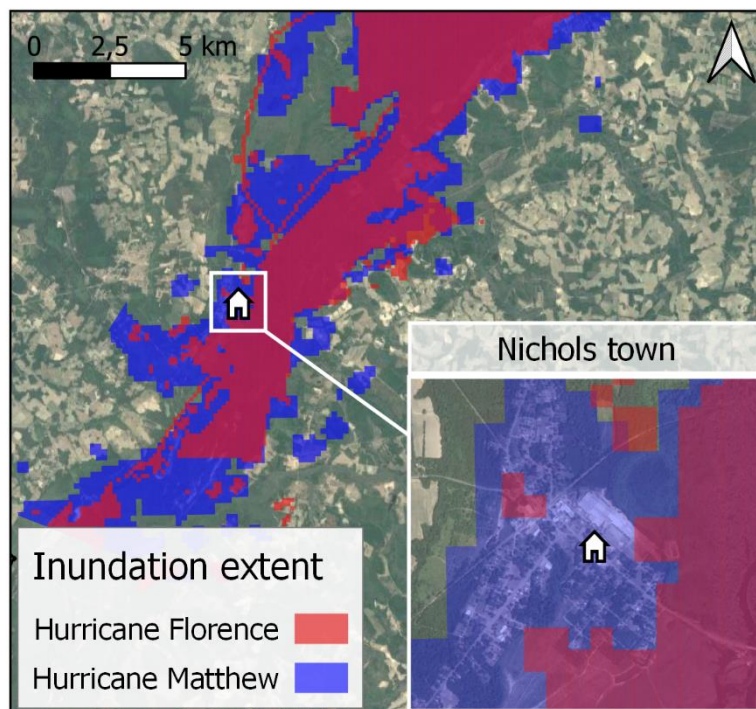 0 2,5 5 km
Nichols town
Inundation extent
Hurricane Florence
Hurricane Matthew